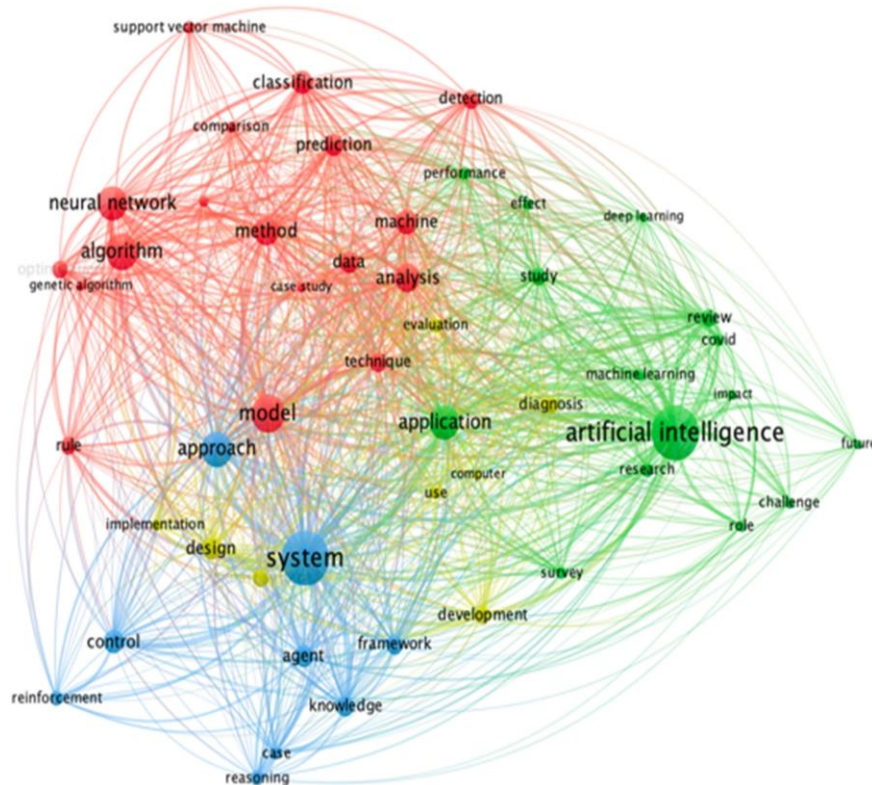 support vector machine
classification
detection
comparison
prediction
performance
neural network
effect
deep learning
method
machine
algorithm
data
study
genetic algorithm
case study
analysis
review
evaluation
covid
technique
machine learning
diagnosis
impact
model
application
artificial intelligence
rule
approach
future
computer
research
use
challenge
implementation
role
design
system
survey
development
control
framework
agent
reinforcement
knowledge
case
reasoning